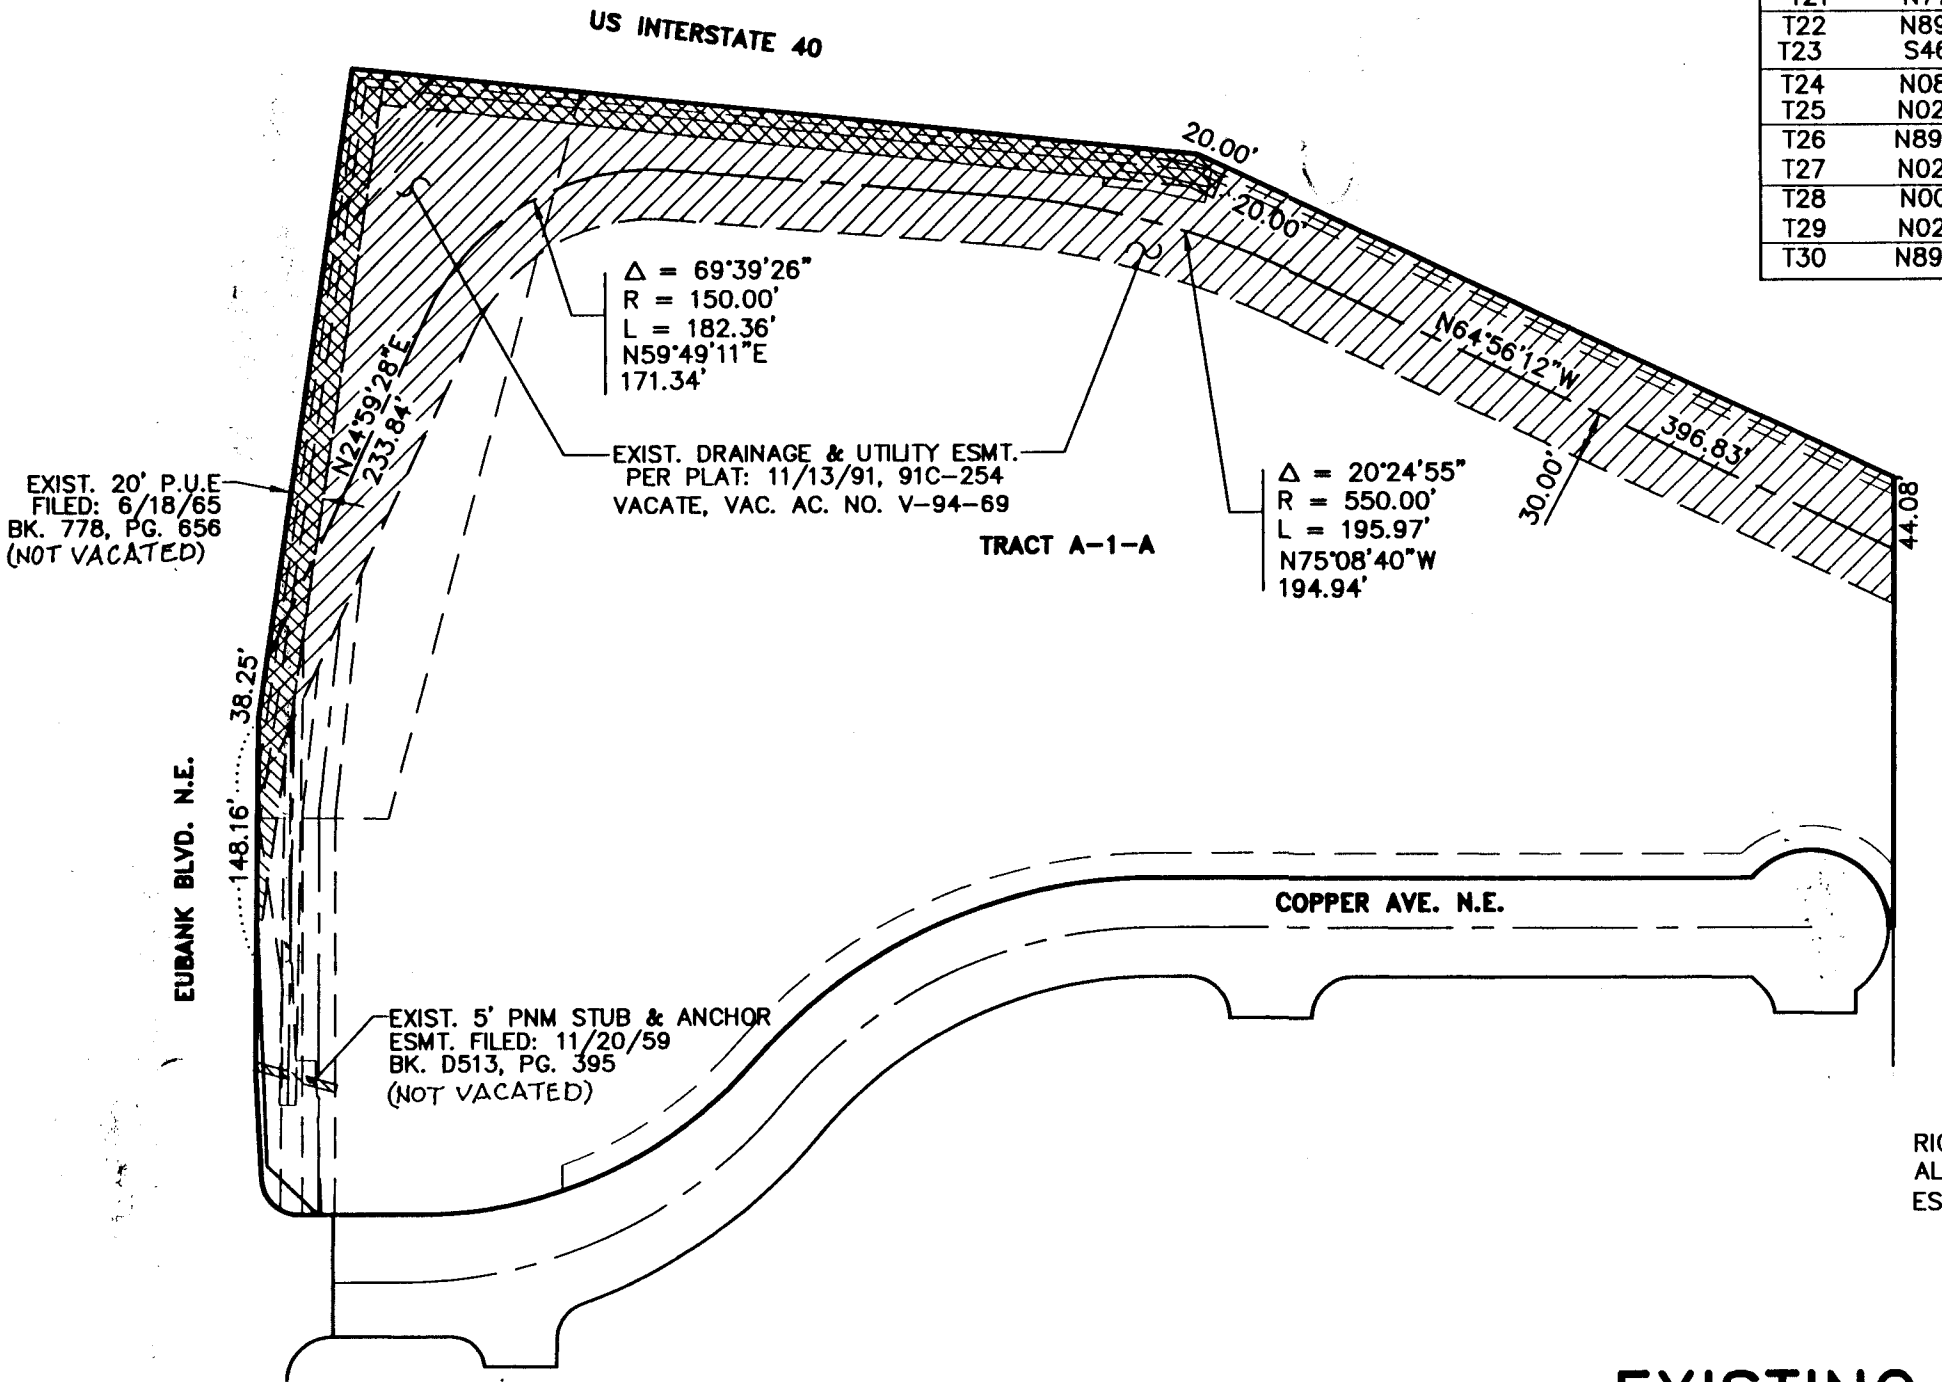 US INTERSTATE 40
T22 N89
T23 S46
T24 N08
T25 N02
T26 N89
T27 N02
T28 N00
T29 N02
T30 N89
20.00'
20.00'
Δ = 69°39'26"
R = 150.00'
L = 182.36'
N59°49'11"E
171.34'
N24°59'28"E
233.84'
N64°56'12"W
396.83'
30.00'
44.08
EXIST. DRAINAGE & UTILITY ESMT.
PER PLAT: 11/13/91, 91C-254
VACATE, VAC. AC. NO. V-94-69
EXIST. 20' P.U.E
FILED: 6/18/65
BK. 778, PG. 656
(NOT VACATED)
Δ = 20°24'55"
R = 550.00'
L = 195.97'
N75°08'40"W
194.94'
TRACT A-1-A
38.25'
148.16'
EUBANK BLVD. N.E.
COPPER AVE. N.E.
EXIST. 5' PNM STUB & ANCHOR
ESMT. FILED: 11/20/59
BK. D513, PG. 395
(NOT VACATED)
RIG
AL
ES